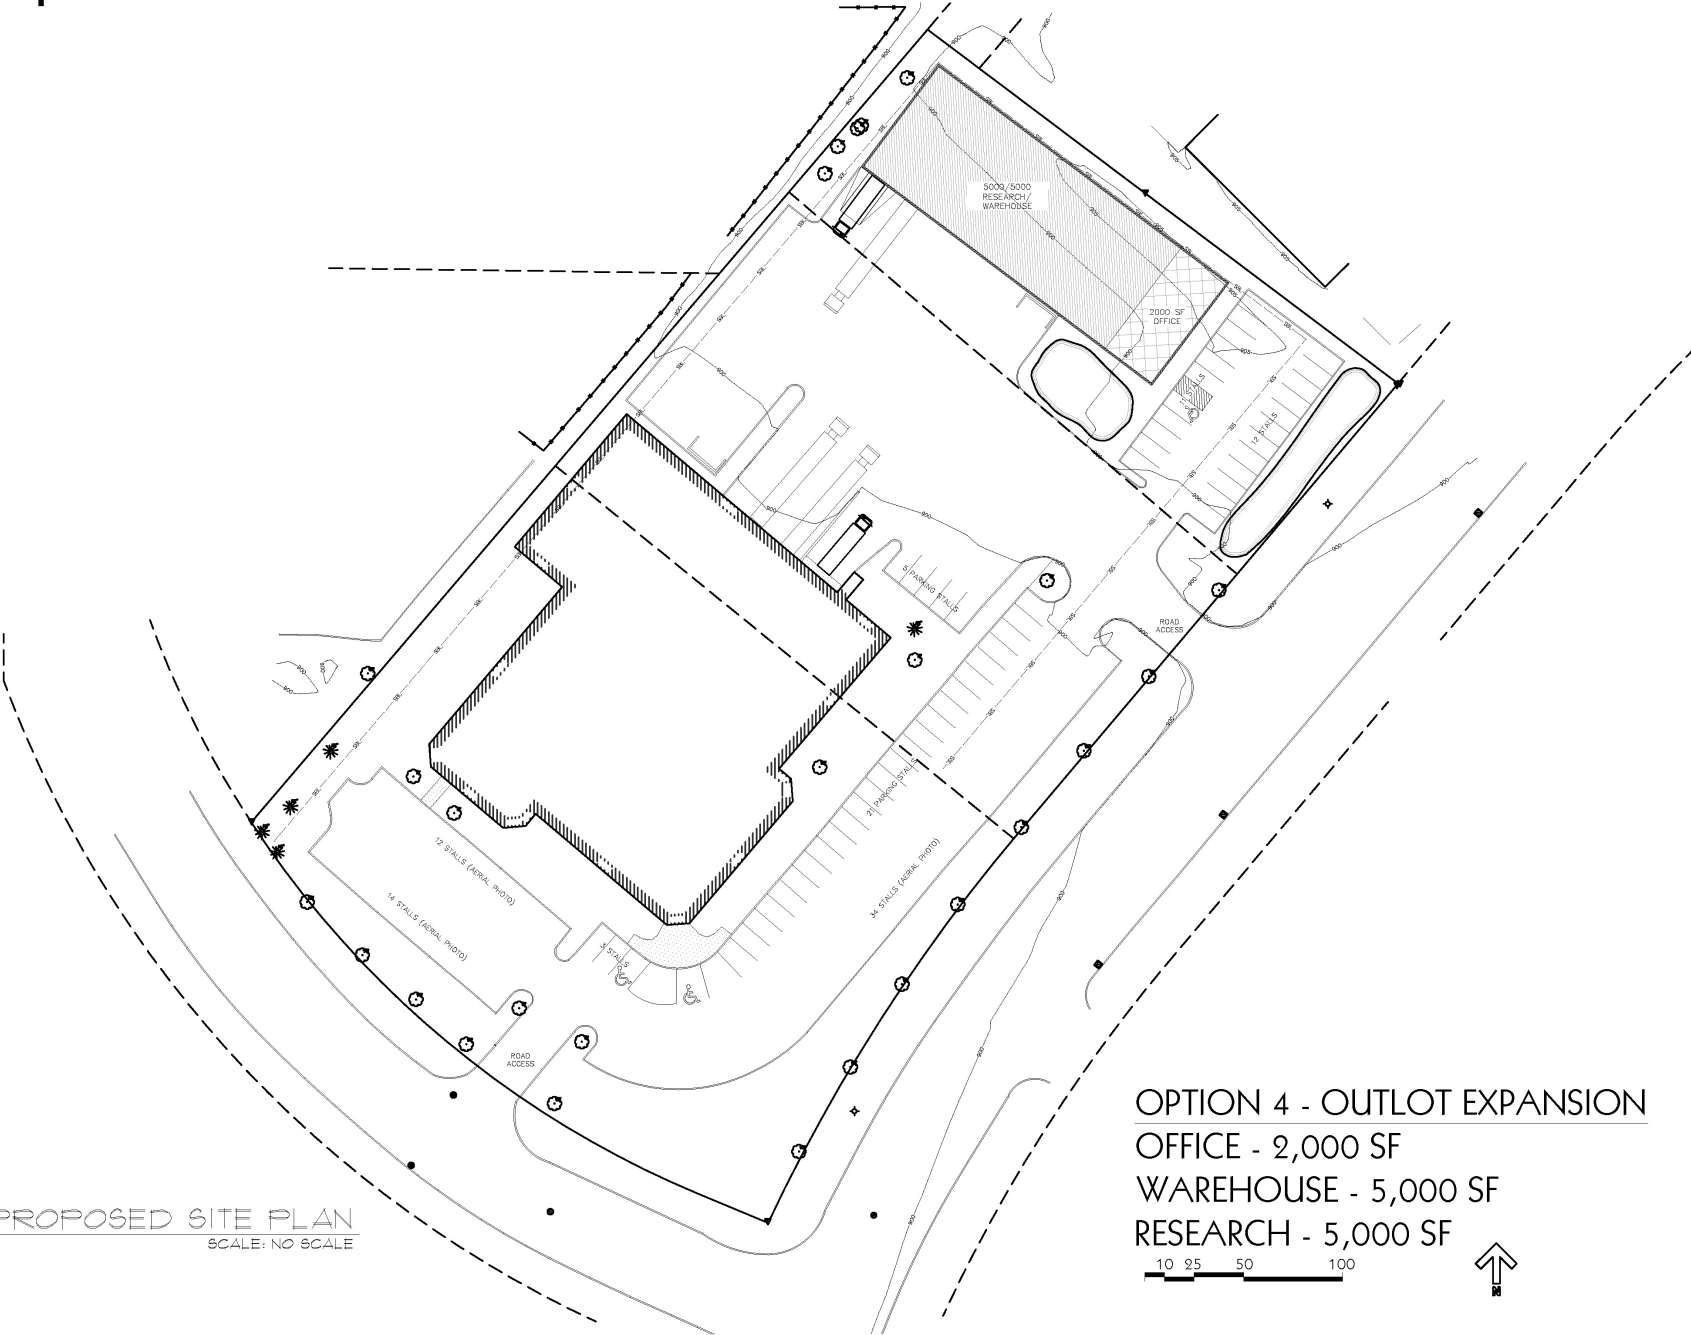 5000/5000
RESEARCH/
WAREHOUSE
2000 SF
OFFICE
11 STALLS
12 STALLS
5 PARKING STALLS
ROAD
ACCESS
21 PARKING STALLS
34 STALLS (AERIAL PHOTO)
12 STALLS (AERIAL PHOTO)
14 STALLS (AERIAL PHOTO)
3 STALLS
ROAD
ACCESS
OPTION 4 - OUTLOT EXPANSION
OFFICE - 2,000 SF
WAREHOUSE - 5,000 SF
RESEARCH - 5,000 SF
10 25 50 100
N
PROPOSED SITE PLAN
SCALE: NO SCALE